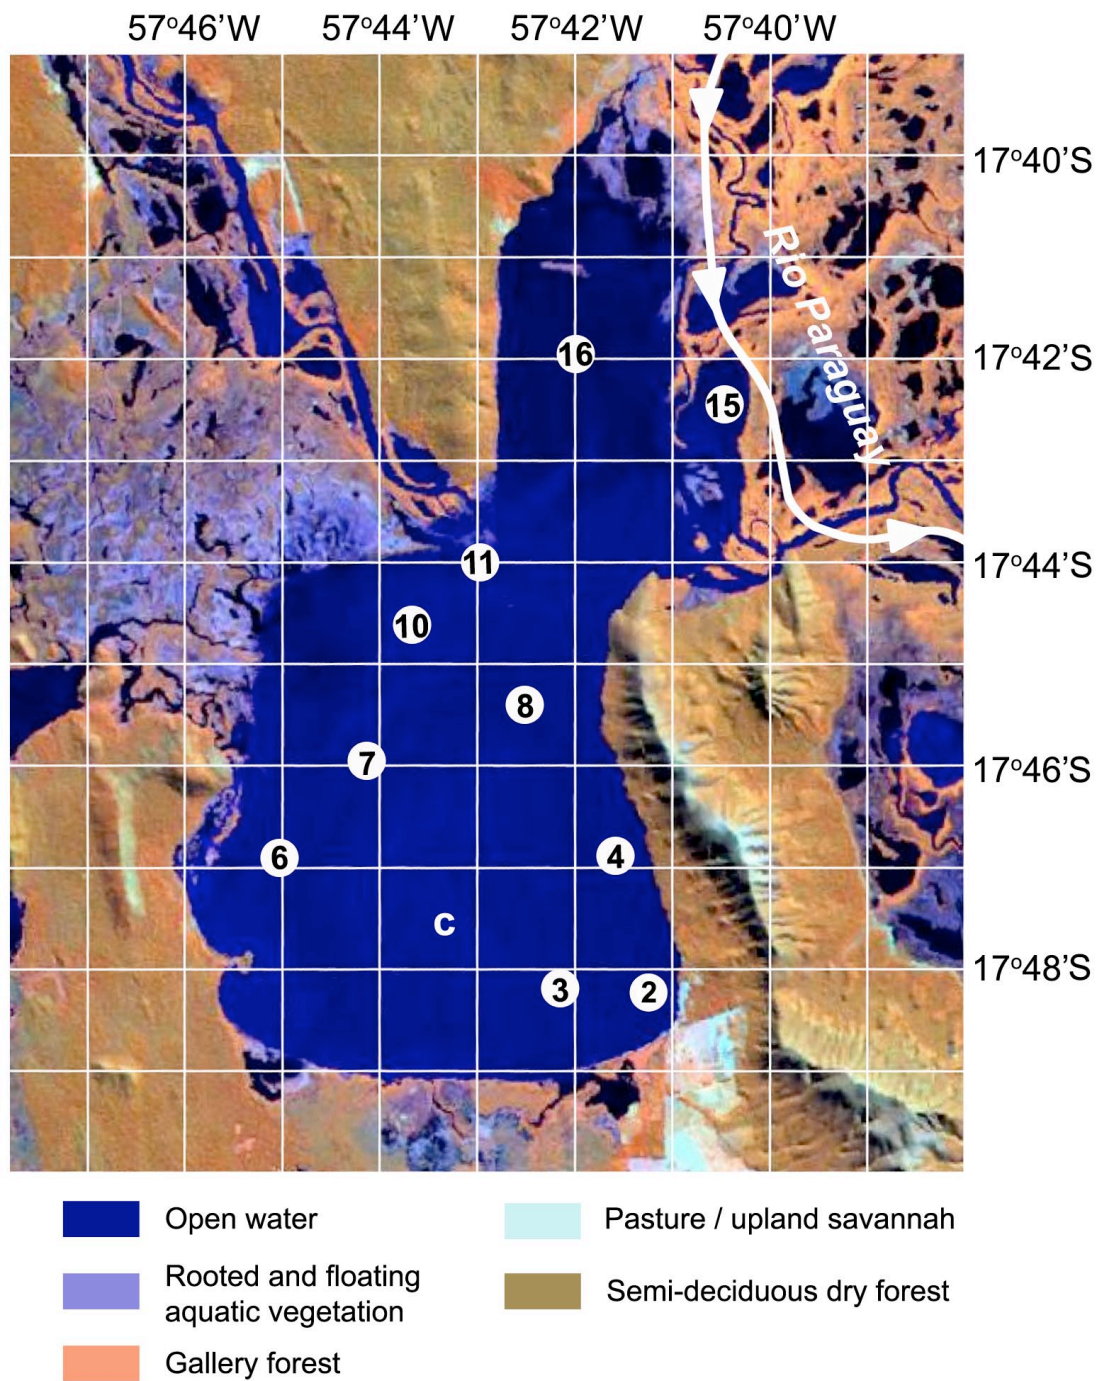 57°46'W 57°44'W 57°42'W 57°40'W
17°40'S
Rio Paraguay
17°42'S
16
15
11
17°44'S
10
8
7
17°46'S
6
4
c
17°48'S
3
2
Open water
Pasture / upland savannah
Rooted and floating
aquatic vegetation
Semi-deciduous dry forest
Gallery forest